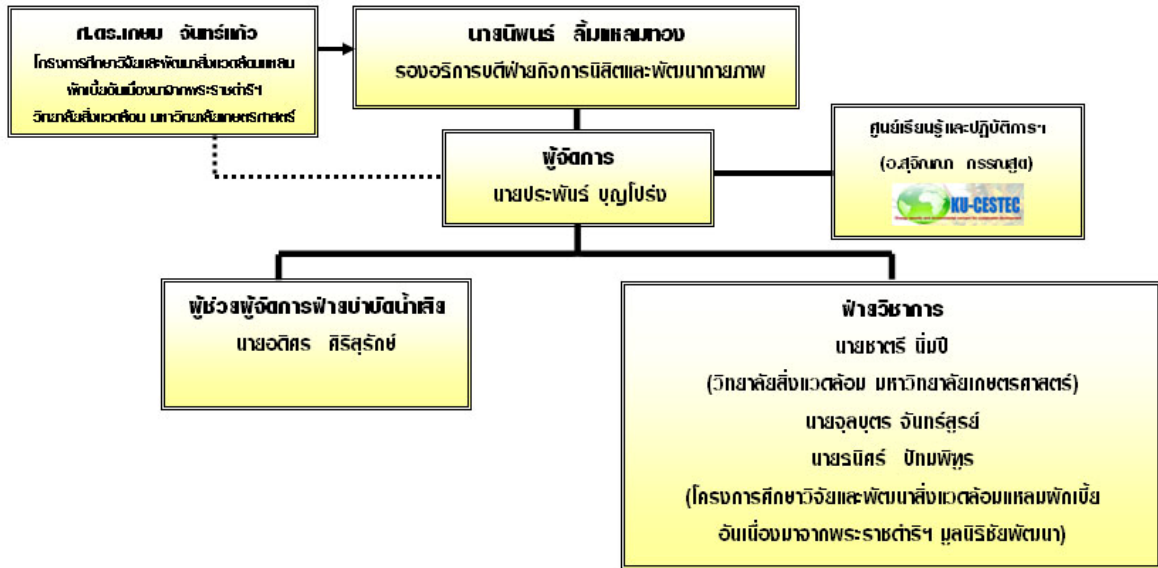 ศ.ดร.เกษม จันทร์แก้ว
โครงการศึกษาวิจัยและพัฒนาสิ่งแวดล้อมแหลม
ผักเบี้ยอันเนื่องมาจากพระราชดำริฯ
วิทยาลัยสิ่งแวดล้อม มหาวิทยาลัยเกษตรศาสตร์
นายนิพนธ์ ลิ้มแหลมทอง
รองอธิการบดีฝ่ายกิจการนิสิตและพัฒนากายภาพ
ผู้จัดการ
นายประพันธ์ บุญโปร่ง
ศูนย์เรียนรู้และปฏิบัติการฯ
(อ.สุจิณณา กรรณสูต)
KU-CESTEC
ผู้ช่วยผู้จัดการฝ่ายบำบัดน้ำเสีย
นายอดิศร ศิริสุรักษ์
ฝ่ายวิชาการ
นายชาตรี นิ่มปี
(วิทยาลัยสิ่งแวดล้อม มหาวิทยาลัยเกษตรศาสตร์)
นายจุลบุตร จันทร์สูรย์
นายธนิศร์ ปัทมพิฑูร
(โครงการศึกษาวิจัยและพัฒนาสิ่งแวดล้อมแหลมผักเบี้ย
อันเนื่องมาจากพระราชดำริฯ มูลนิธิชัยพัฒนา)